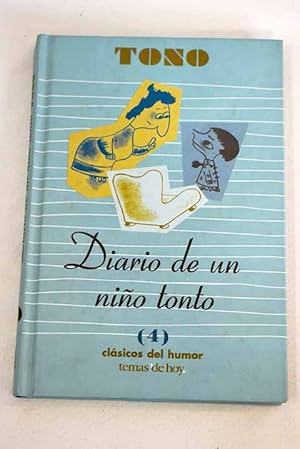 TONO
Diario de un
niño tonto
(4)
clásicos del humor
temas de hoy.